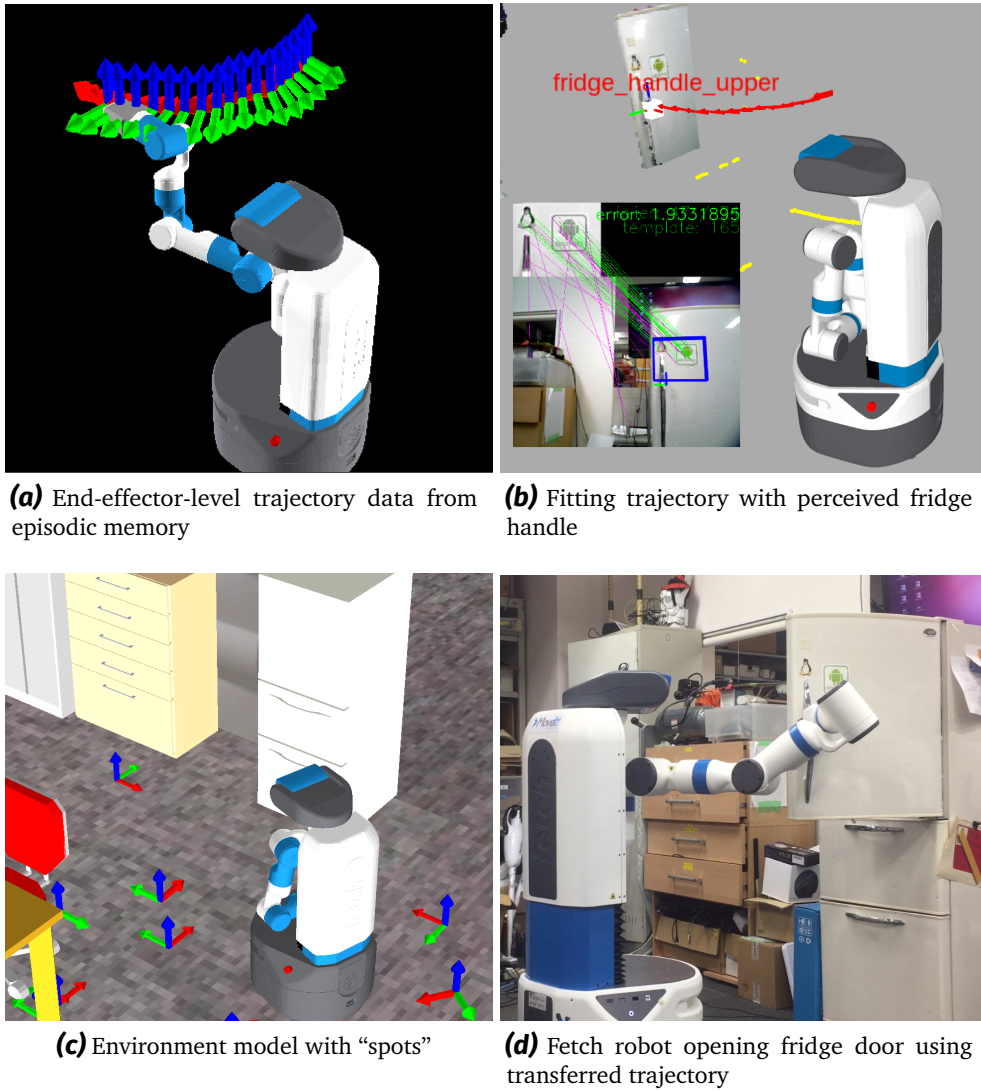 fridge_handle_upper
error: 1.9331895
template: 165
(a) End-effector-level trajectory data from
episodic memory
(b) Fitting trajectory with perceived fridge
handle
(c) Environment model with “spots”
(d) Fetch robot opening fridge door using
transferred trajectory